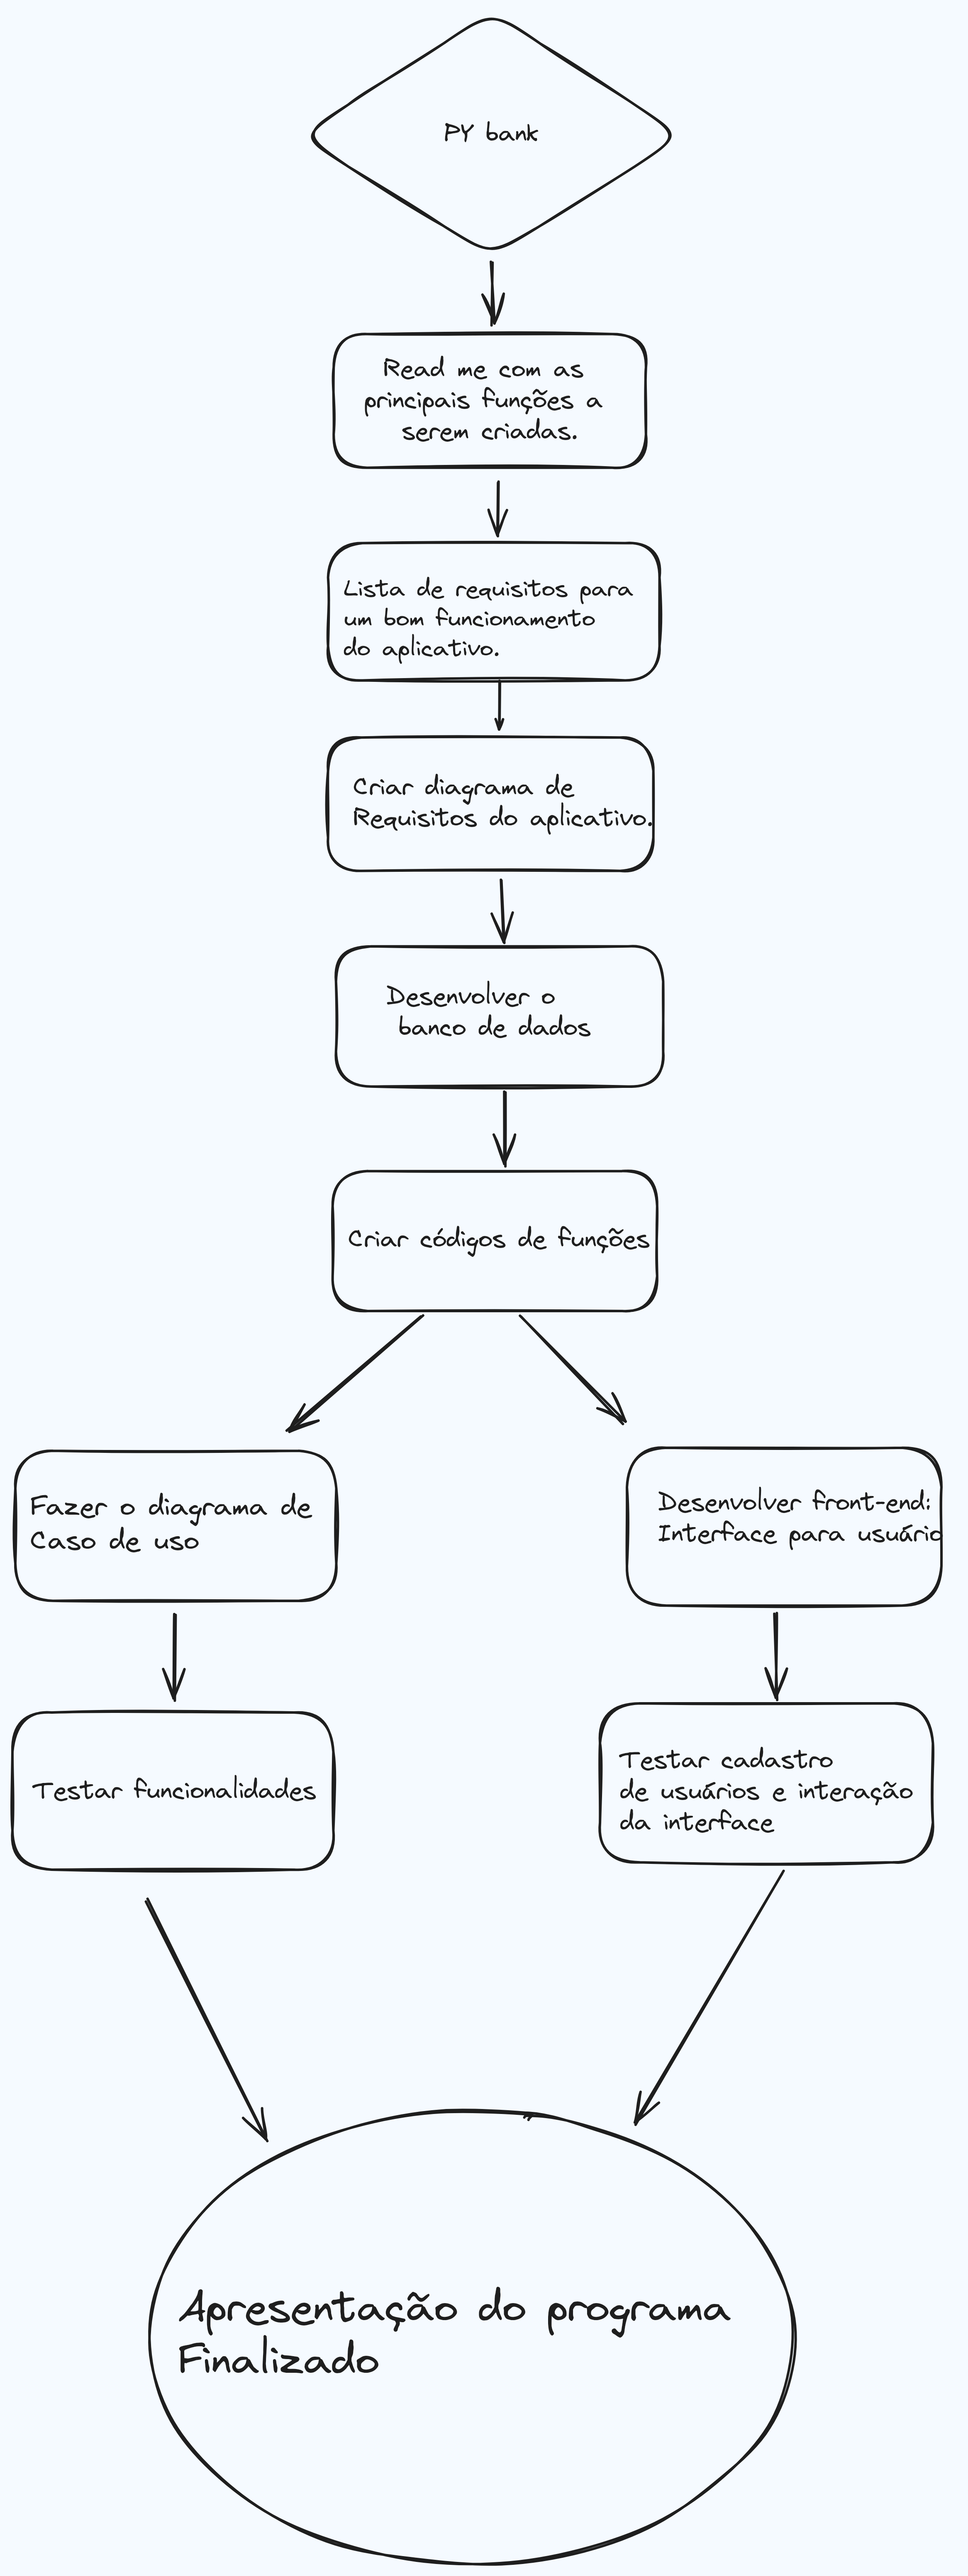 PY bank
Read me com as
principais funções a
serem criadas.
Lista de requisitos para
um bom funcionamento
do aplicativo.
Criar diagrama de
Requisitos do aplicativo.
Desenvolver o
banco de dados
Criar códigos de funções
Fazer o diagrama de
Caso de uso
Desenvolver front-end:
Interface para usuário
Testar funcionalidades
Testar cadastro
de usuários e interação
da interface
Apresentação do programa
Finalizado